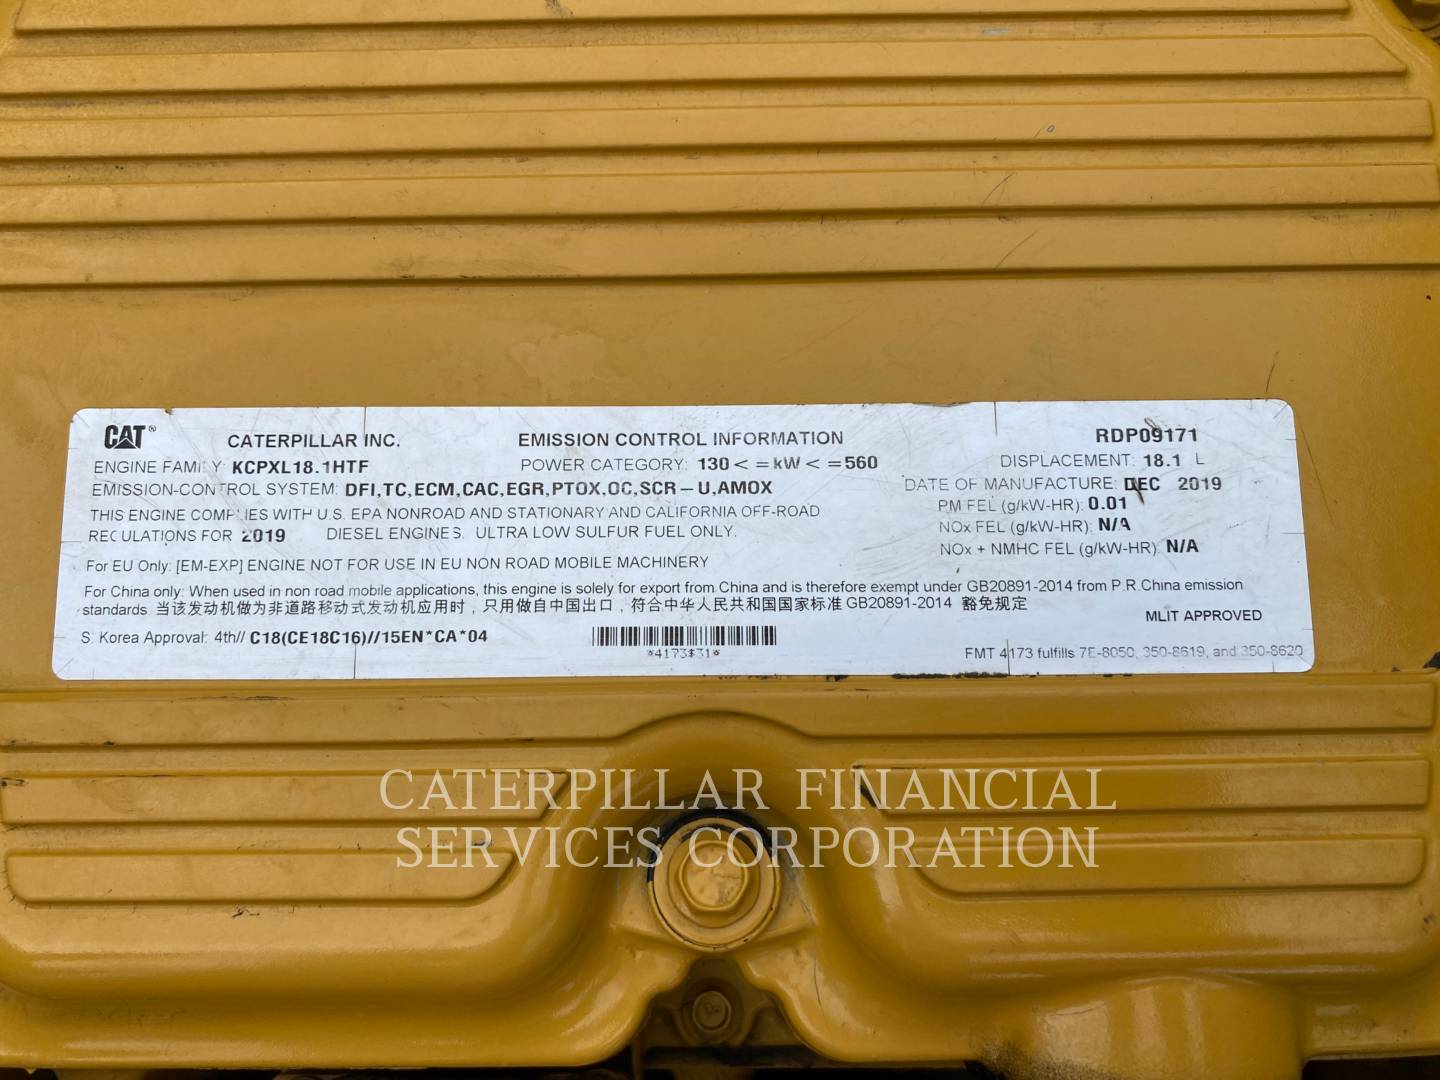 CAT® CATERPILLAR INC. EMISSION CONTROL INFORMATION RDP09171
ENGINE FAMILY: KCPXL18.1HTF POWER CATEGORY: 130 < =kW < =560 DISPLACEMENT: 18.1 L
EMISSION-CONTROL SYSTEM: DFI,TC,ECM,CAC,EGR,PTOX,OC,SCR-U,AMOX DATE OF MANUFACTURE: DEC 2019
THIS ENGINE COMPLIES WITH U.S. EPA NONROAD AND STATIONARY AND CALIFORNIA OFF-ROAD PM FEL (g/kW-HR): 0.01
REGULATIONS FOR 2019 DIESEL ENGINES. ULTRA LOW SULFUR FUEL ONLY. NOx FEL (g/kW-HR): N/A
NOx + NMHC FEL (g/kW-HR): N/A
For EU Only: [EM-EXP] ENGINE NOT FOR USE IN EU NON ROAD MOBILE MACHINERY
For China only: When used in non road mobile applications, this engine is solely for export from China and is therefore exempt under GB20891-2014 from P.R.China emission
standards. 当该发动机做为非道路移动式发动机应用时，只用做自中国出口，符合中华人民共和国国家标准 GB20891-2014 豁免规定
MLIT APPROVED
S. Korea Approval: 4th// C18(CE18C16)//15EN*CA*04
*4173$31*
FMT 4173 fulfills 7E-8050, 350-8619, and 350-8620
CATERPILLAR FINANCIAL
SERVICES CORPORATION